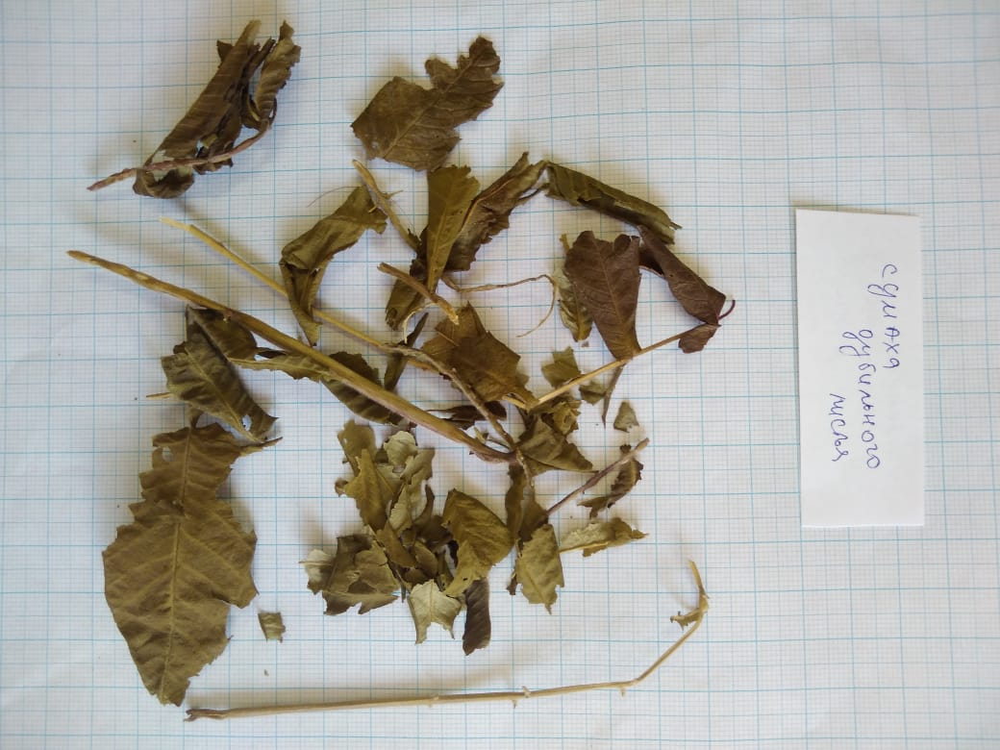 сумаха
дубильного
листья